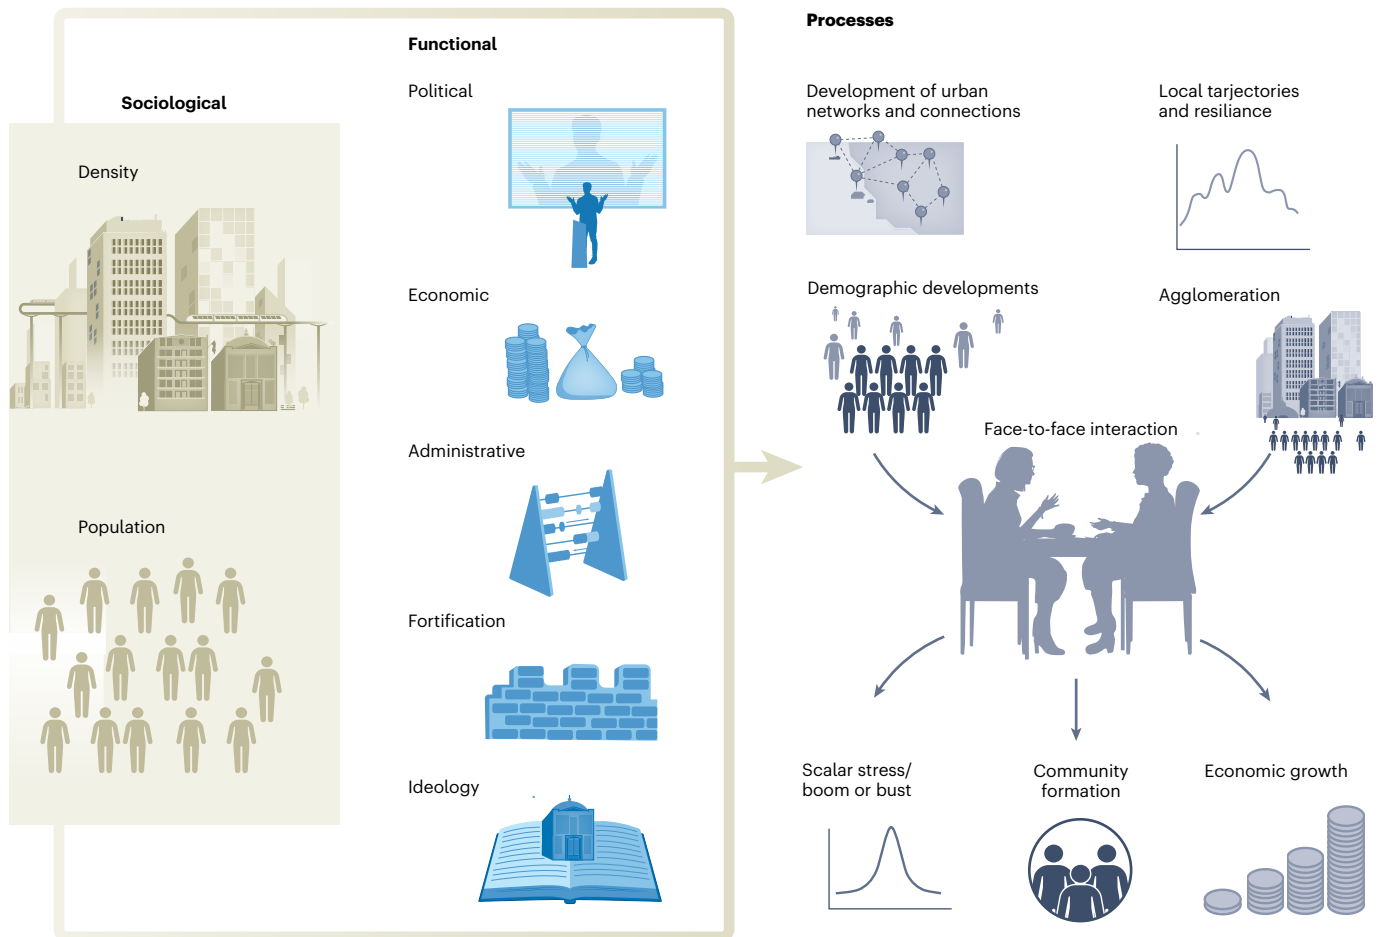 Sociological
Density
Population
Functional
Political
Economic
Administrative
Fortification
Ideology
Processes
Development of urban
networks and connections
Local tarjectories
and resiliance
Demographic developments
Agglomeration
Face-to-face interaction
Scalar stress/
boom or bust
Community
formation
Economic growth